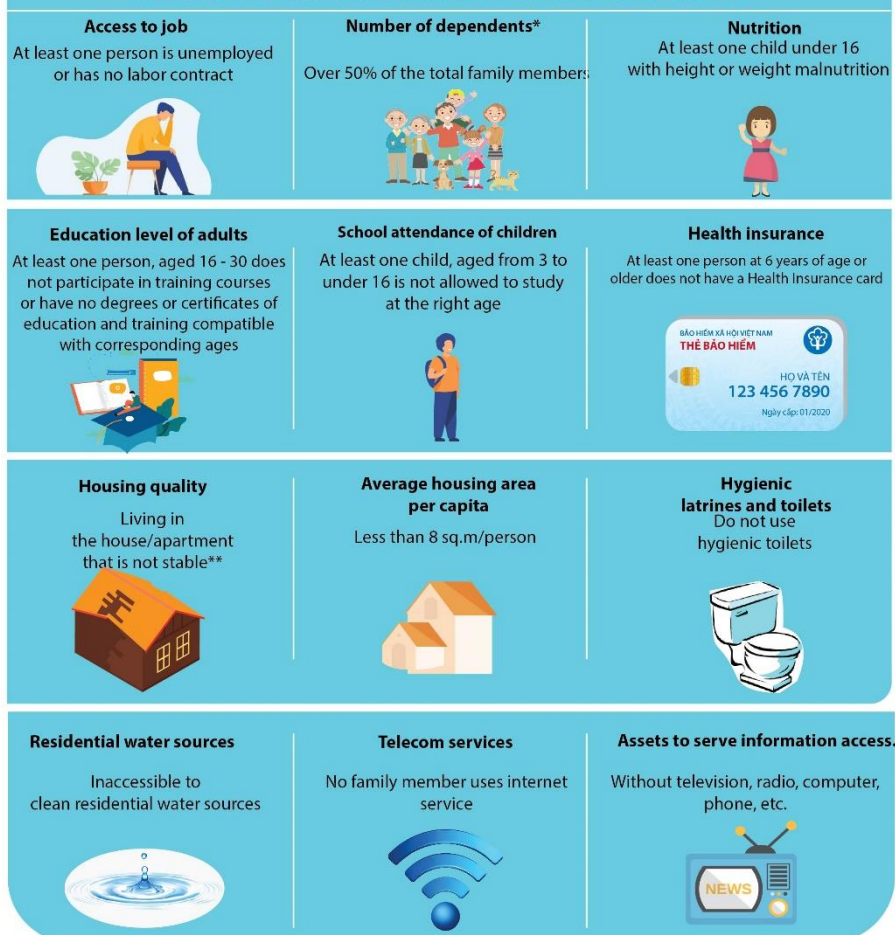 Access to job
At least one person is unemployed
or has no labor contract
Number of dependents*
Over 50% of the total family members
Nutrition
At least one child under 16
with height or weight malnutrition
Education level of adults
At least one person, aged 16 - 30 does
not participate in training courses
or have no degrees or certificates of
education and training compatible
with corresponding ages
School attendance of children
At least one child, aged from 3 to
under 16 is not allowed to study
at the right age
Health insurance
At least one person at 6 years of age or
older does not have a Health Insurance card
BẢO HIỂM XÃ HỘI VIỆT NAM
THẺ BẢO HIỂM
HỌ VÀ TÊN
123 456 7890
Ngày cấp: 01/2020
Housing quality
Living in
the house/apartment
that is not stable**
Average housing area
per capita
Less than 8 sq.m/person
Hygienic
latrines and toilets
Do not use
hygienic toilets
Residential water sources
Inaccessible to
clean residential water sources
Telecom services
No family member uses internet
service
Assets to serve information access.
Without television, radio, computer,
phone, etc.
NEWS